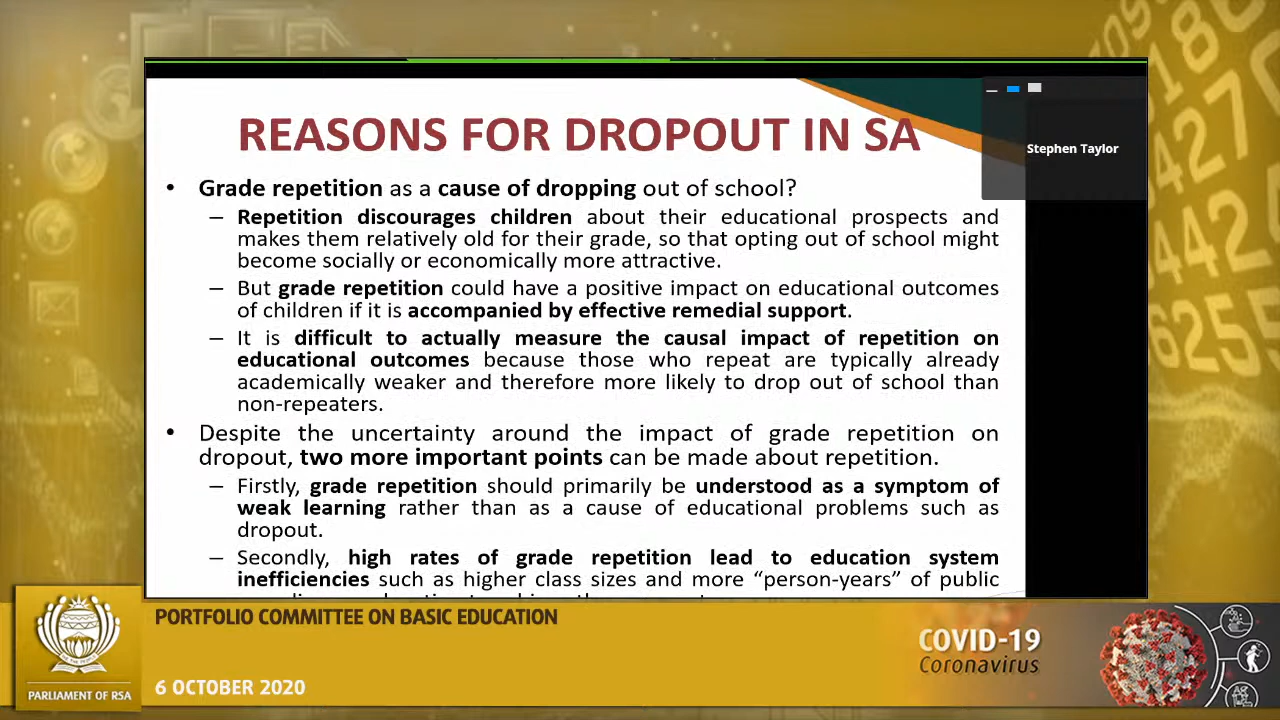 REASONS FOR DROPOUT IN SA
Stephen Taylor
• Grade repetition as a cause of dropping out of school?
– Repetition discourages children about their educational prospects and
makes them relatively old for their grade, so that opting out of school might
become socially or economically more attractive.
– But grade repetition could have a positive impact on educational outcomes
of children if it is accompanied by effective remedial support.
– It is difficult to actually measure the causal impact of repetition on
educational outcomes because those who repeat are typically already
academically weaker and therefore more likely to drop out of school than
non-repeaters.
• Despite the uncertainty around the impact of grade repetition on
dropout, two more important points can be made about repetition.
– Firstly, grade repetition should primarily be understood as a symptom of
weak learning rather than as a cause of educational problems such as
dropout.
– Secondly, high rates of grade repetition lead to education system
inefficiencies such as higher class sizes and more “person-years” of public
PORTFOLIO COMMITTEE ON BASIC EDUCATION
6 OCTOBER 2020
PARLIAMENT OF RSA
COVID-19
Coronavirus